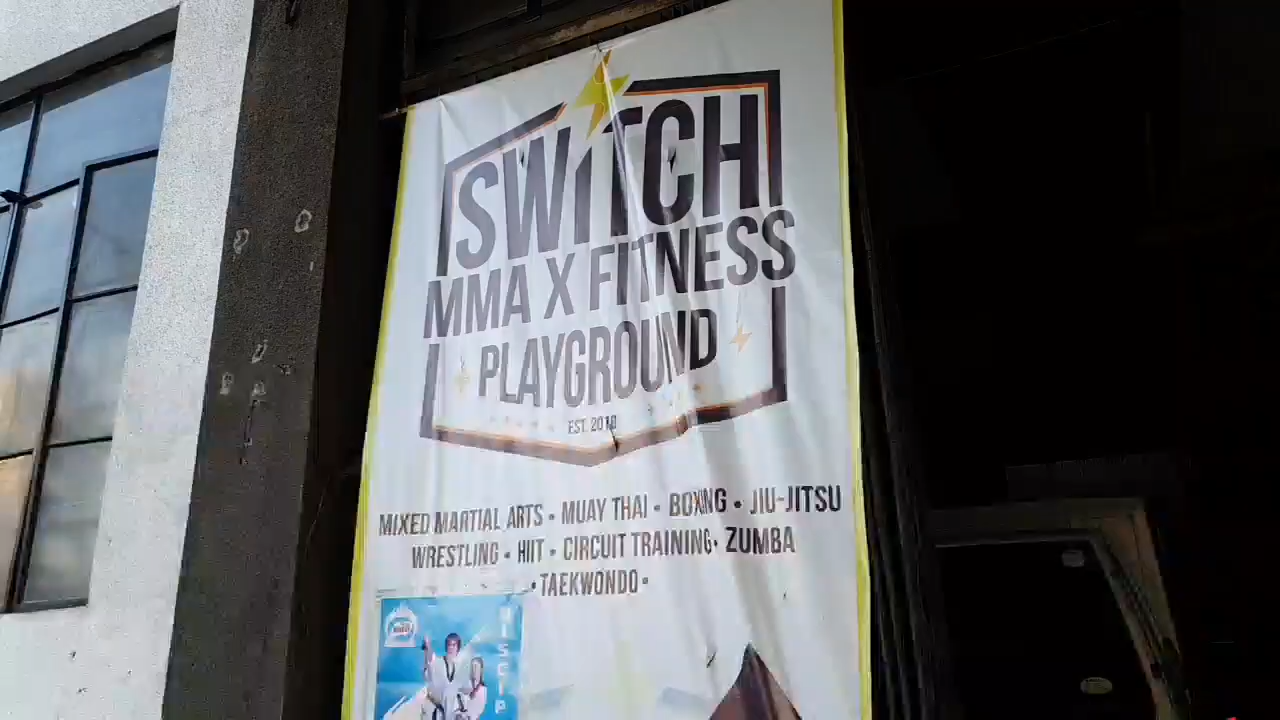 SWiTCH
MMA X FITNESS
PLAYGROUND
EST. 2018
MIXED MARTIAL ARTS • MUAY THAI • BOXING • JIU-JITSU
WRESTLING • HIIT • CIRCUIT TRAINING• ZUMBA
•TAEKWONDO•